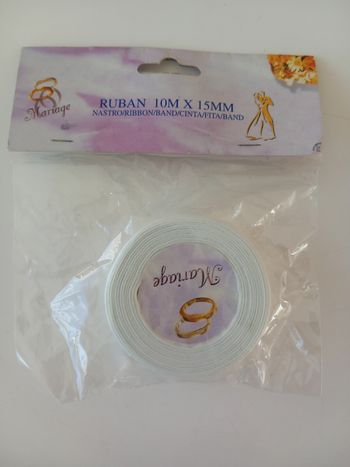 Mariage
RUBAN 10M X 15MM
NASTRO/RIBBON/BAND/CINTA/FITA/BAND
Mariage